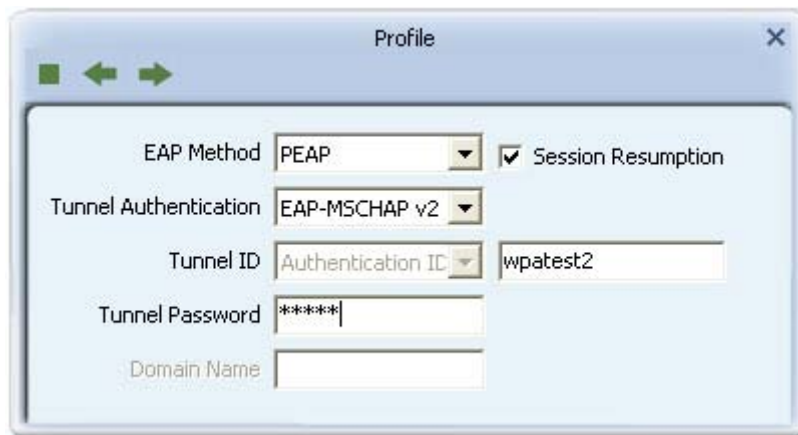 Profile
EAP Method PEAP Session Resumption
Tunnel Authentication EAP-MSCHAP v2
Tunnel ID Authentication ID wpatest2
Tunnel Password *****
Domain Name